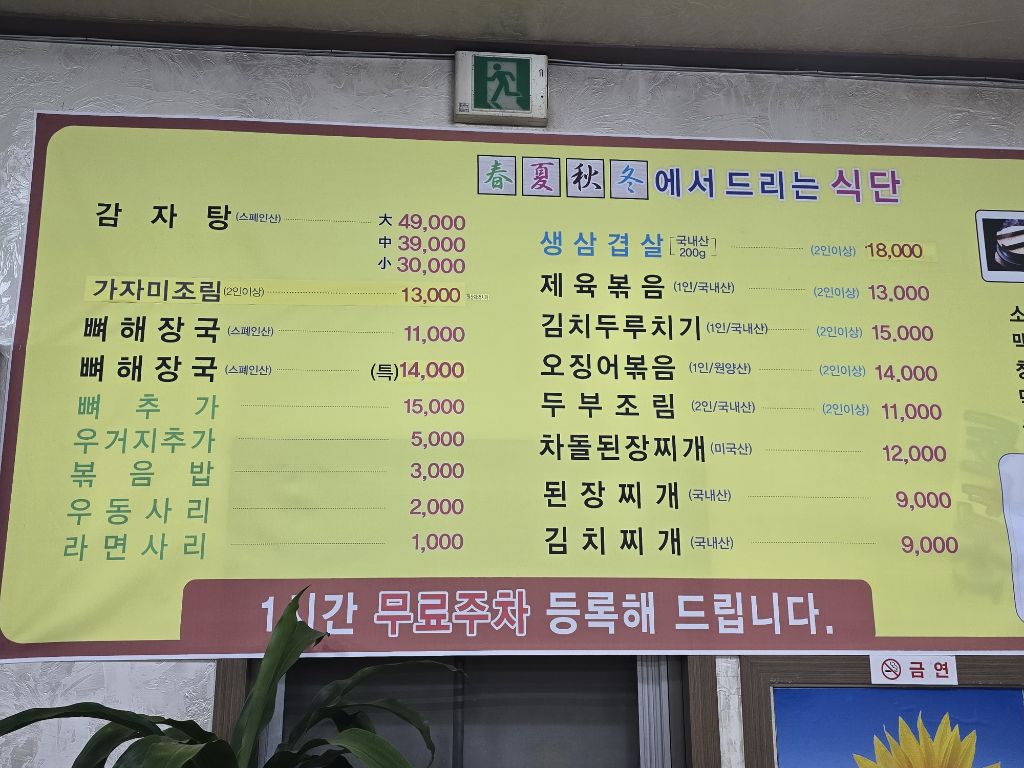 春夏秋冬에서 드리는 식단
감자탕(스페인산) 大 49,000
中 39,000
小 30,000
가자미조림(2인이상) 13,000
뼈해장국(스페인산) 11,000
뼈해장국(스페인산) (특)14,000
뼈추가 15,000
우거지추가 5,000
볶음밥 3,000
우동사리 2,000
라면사리 1,000
생삼겹살 국내산 200g (2인이상) 18,000
제육볶음(1인/국내산) (2인이상) 13,000
김치두루치기(1인/국내산) (2인이상) 15,000
오징어볶음(1인/원양산) (2인이상) 14,000
두부조림(2인/국내산) (2인이상) 11,000
차돌된장찌개(미국산) 12,000
된장찌개(국내산) 9,000
김치찌개(국내산) 9,000
소
맥
1시간 무료주차 등록해 드립니다.
금연